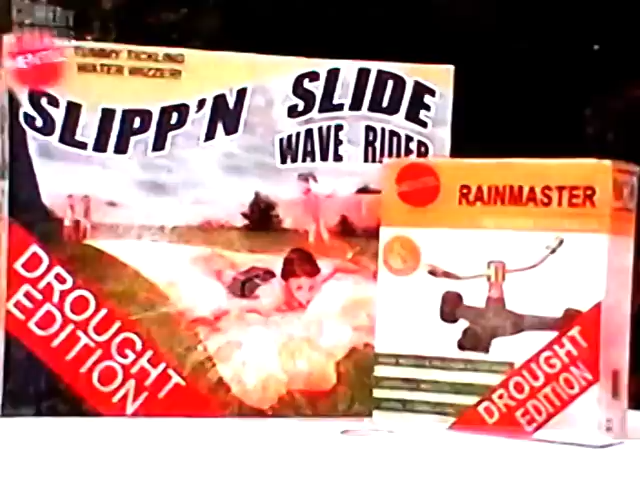 TUMMY TICKLING
WATER WIZZER!
SLIPP'N SLIDE
WAVE RIDER
DROUGHT
EDITION
RAINMASTER
DROUGHT
EDITION